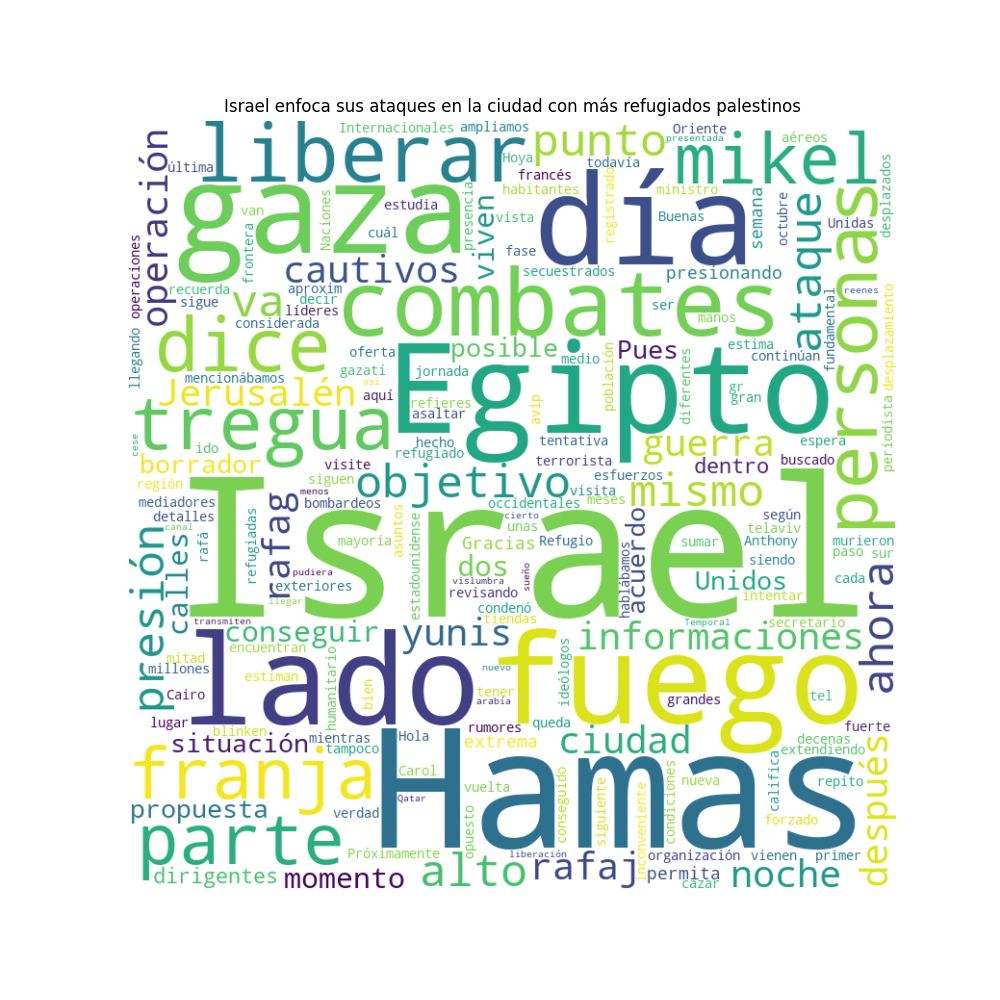 Israel enfoca sus ataques en la ciudad con más refugiados palestinos
Internacionales
ampliamos
Oriente
presentada
aéreos
última
liberar
punto
mikel
Hoya
todavía
operación
gaza
día
francés
habitantes
ministro
registrado
semana
octubre
desplazados
estudia
Naciones
presencia
viven
vista
Buenas
Unidas
van
cuál
fase
frontera
cautivos
secuestrados
presionando
ataque
personas
operaciones
recuerda
sigue
va
aproxim
decir
líderes
considerada
combates
ser
manos
fundamental
reenes
llegando
dice
mencionábamos
oferta
gazatí
posible
jornada
medio
Pues
estima
continúan
desplazamiento
periodista
Jerusalén
así
aquí
refieres
asaltar
avip
Egipto
población
diferentes
gr
gran
tregua
cese
ido
hecho
refugiado
tentativa
terrorista
guerra
espera
borrador
visite
siguen
objetivo
visita
esfuerzos
dentro
buscado
región
mediadores
detalles
canal
bombardeos
menos
occidentales
meses
mismo
según
telaviv
rafá
refugiadas
rafag
mayoría
asuntos
estadounidense
Israel
cierto
unas
Gracias
Refugio
hablábamos
acuerdo
sumar
Anthony
siendo
murieron
paso
sur
cada
presión
calles
pudiera
exteriores
llegar
dos
vislumbra
revisando
sueño
condenó
tiendas
Unidos
intentar
ahora
transmiten
conseguir
yunis
Temporal
secretario
informaciones
encuentran
mitad
millones
estiman
Cairo
humanitario
bien
lado
nuevo
arabía
tener
fuego
ideólogos
grandes
tel
lugar
blinken
mientras
Hola
rumores
queda
fuerte
situación
tampoco
extrema
ciudad
decenas
extendiendo
franja
Carol
Qatar
vuelta
Hamas
opuesto
conseguido
siguiente
inconveniente
condiciones
nueva
califica
repito
después
propuesta
verdad
forzado
parte
Próximamente
liberación
organización
vienen
primer
dirigentes
momento
alto
rafaj
permita
cazar
noche